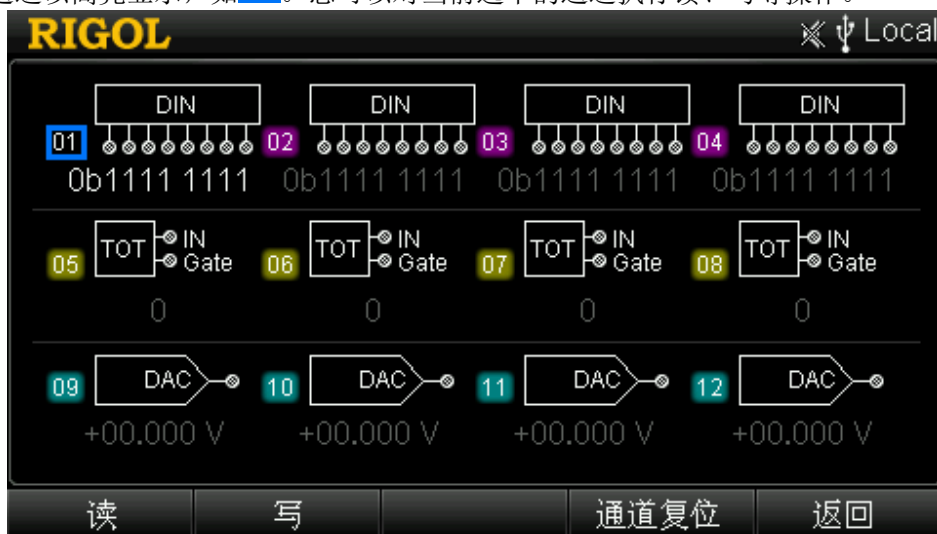 RIGOL Local
DIN DIN DIN DIN
01 02 03 04
0b1111 1111 0b1111 1111 0b1111 1111 0b1111 1111
TOT IN TOT IN TOT IN TOT IN
05 Gate 06 Gate 07 Gate 08 Gate
0 0 0 0
09 DAC 10 DAC 11 DAC 12 DAC
+00.000 V +00.000 V +00.000 V +00.000 V
读 写 通道复位 返回